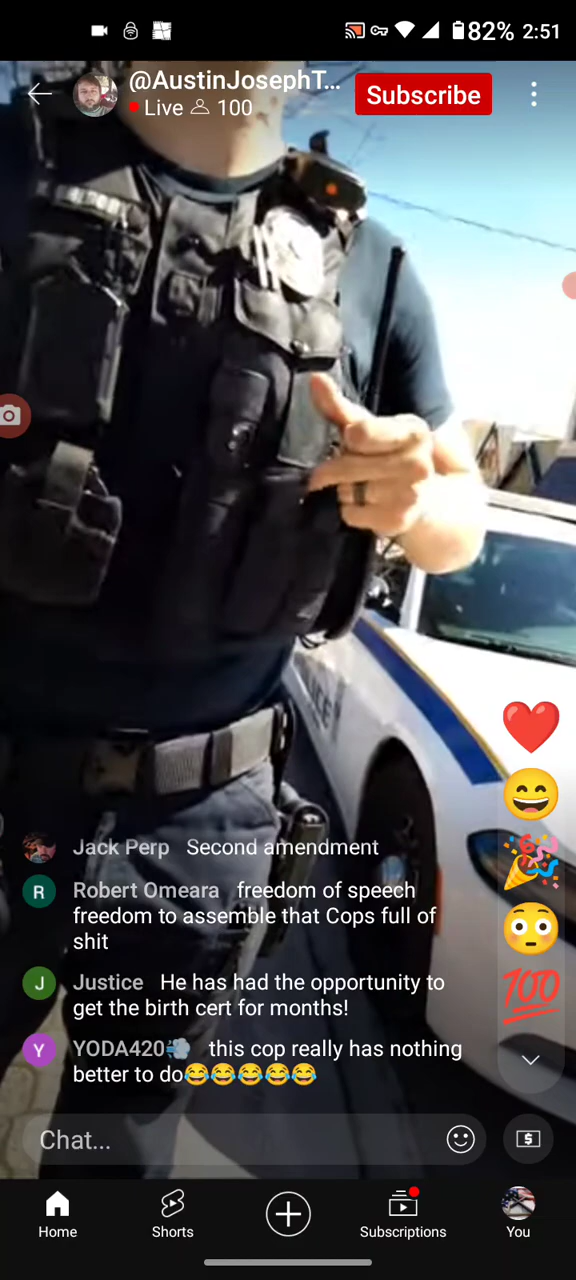 82% 2:51
@AustinJosephT...
Live 100
Subscribe
Jack Perp Second amendment
R
Robert Omeara freedom of speech
freedom to assemble that Cops full of
shit
J
Justice He has had the opportunity to
get the birth cert for months!
Y
YODA420💨 this cop really has nothing
better to do😂😂😂😂😂
💯
Chat...
$
Home
Shorts
Subscriptions
You